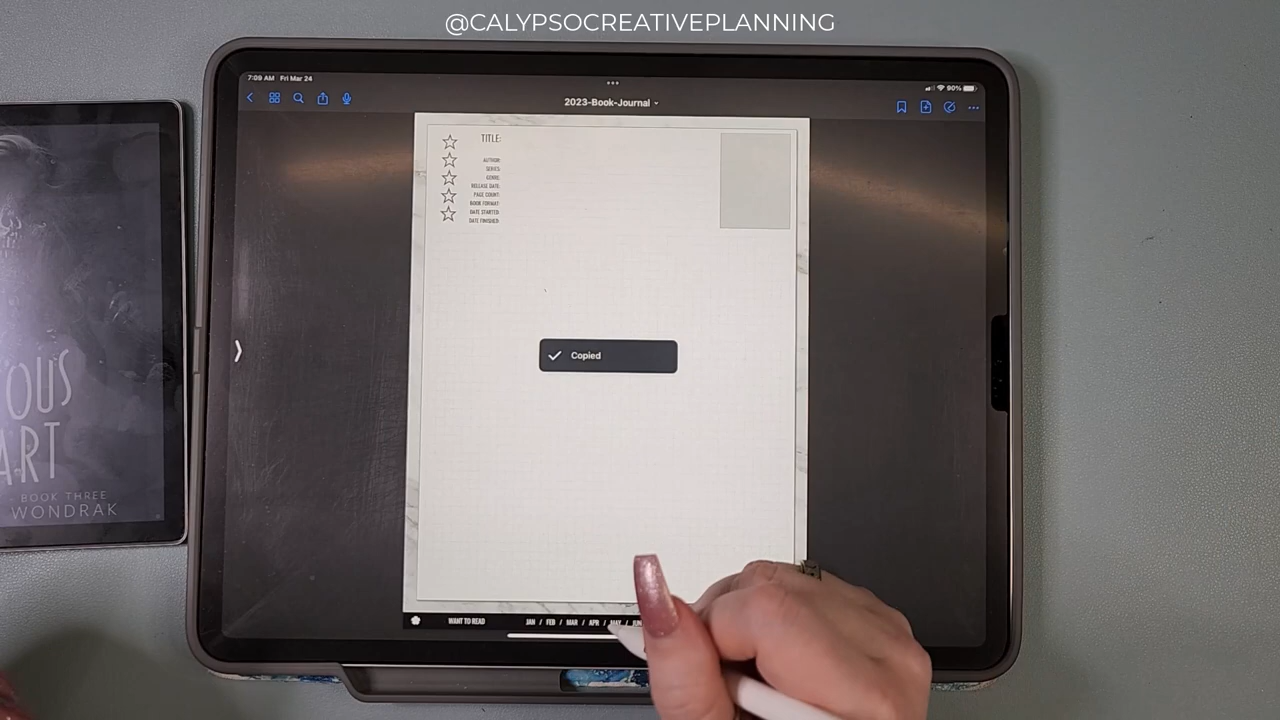 @CALYPSOCREATIVEPLANNING
7:09 AM Fri Mar 24
90%
2023-Book-Journal
TITLE:
AUTHOR:
SERIES:
GENRE:
RELEASE DATE:
PAGE COUNT:
BOOK FORMAT:
DATE STARTED:
DATE FINISHED:
Copied
OUS
ART
BOOK THREE
WONDRAK
WANT TO READ JAN / FEB / MAR / APR / MAY / JUN